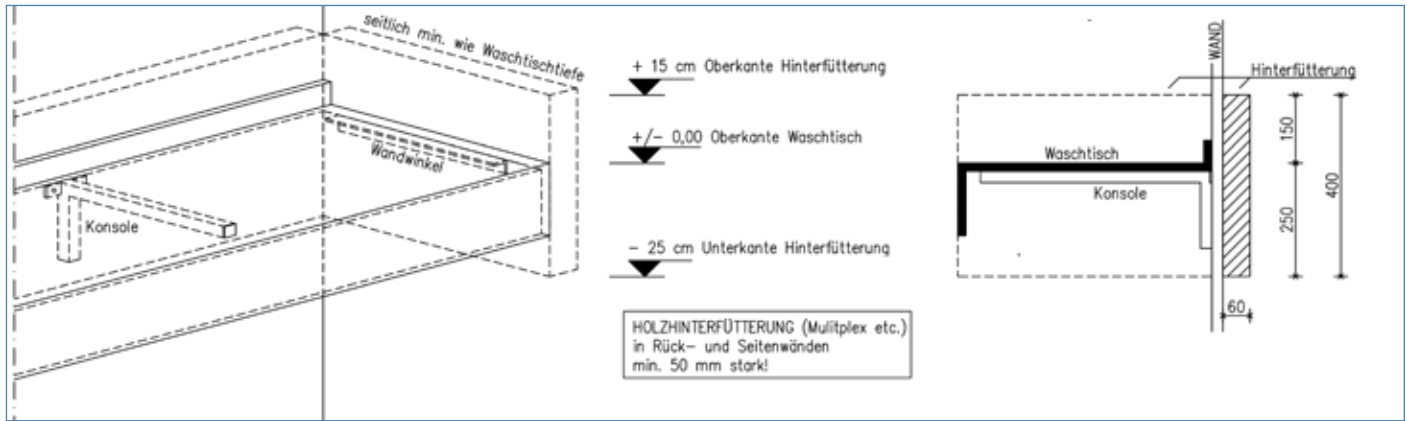 seitlich min. wie Waschtischtiefe
Wandwinkel
Konsole
+ 15 cm Oberkante Hinterfütterung
+/- 0,00 Oberkante Waschtisch
- 25 cm Unterkante Hinterfütterung
HOLZHINTERFÜTTERUNG (Mulitplex etc.)
in Rück- und Seitenwänden
min. 50 mm stark!
WAND
Hinterfütterung
Waschtisch
Konsole
150
250
400
60